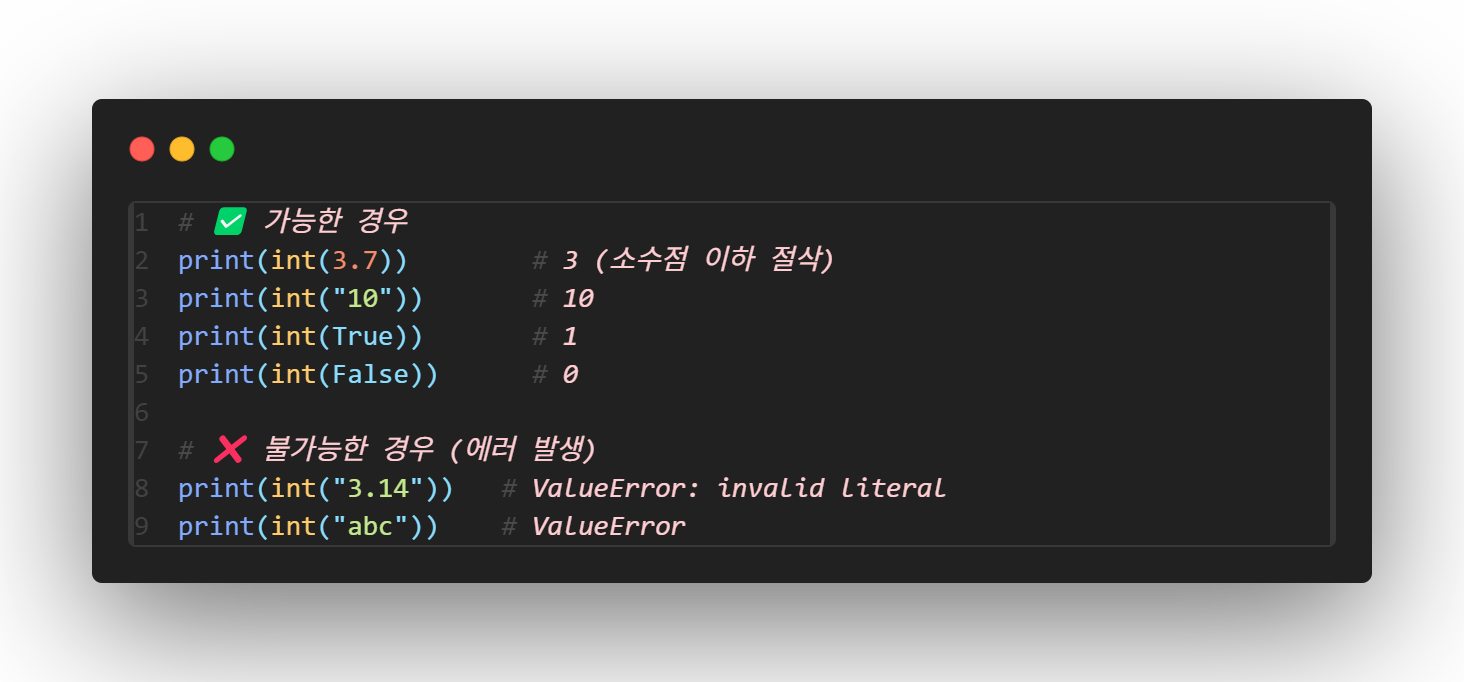 1 # ✅ 가능한 경우
2 print(int(3.7))        # 3 (소수점 이하 절삭)
3 print(int("10"))       # 10
4 print(int(True))       # 1
5 print(int(False))      # 0
6
7 # ❌ 불가능한 경우 (에러 발생)
8 print(int("3.14"))   # ValueError: invalid literal
9 print(int("abc"))    # ValueError